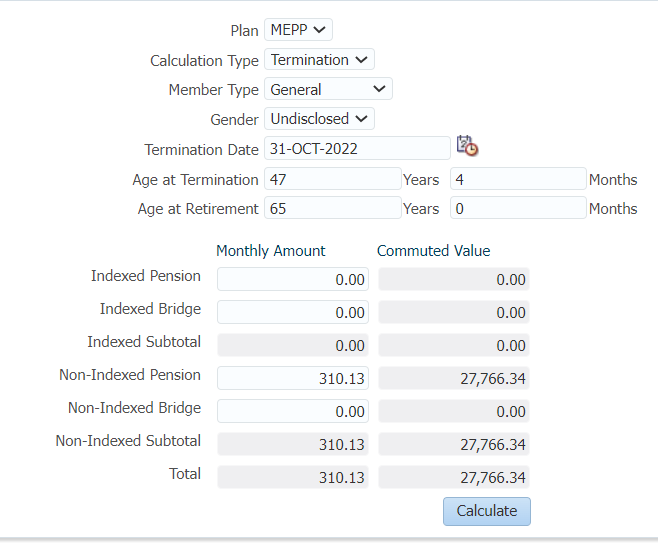 Plan MEPP
Calculation Type Termination
Member Type General
Gender Undisclosed
Termination Date 31-OCT-2022
Age at Termination 47 Years 4 Months
Age at Retirement 65 Years 0 Months
Monthly Amount Commuted Value
Indexed Pension 0.00 0.00
Indexed Bridge 0.00 0.00
Indexed Subtotal 0.00 0.00
Non-Indexed Pension 310.13 27,766.34
Non-Indexed Bridge 0.00 0.00
Non-Indexed Subtotal 310.13 27,766.34
Total 310.13 27,766.34
Calculate